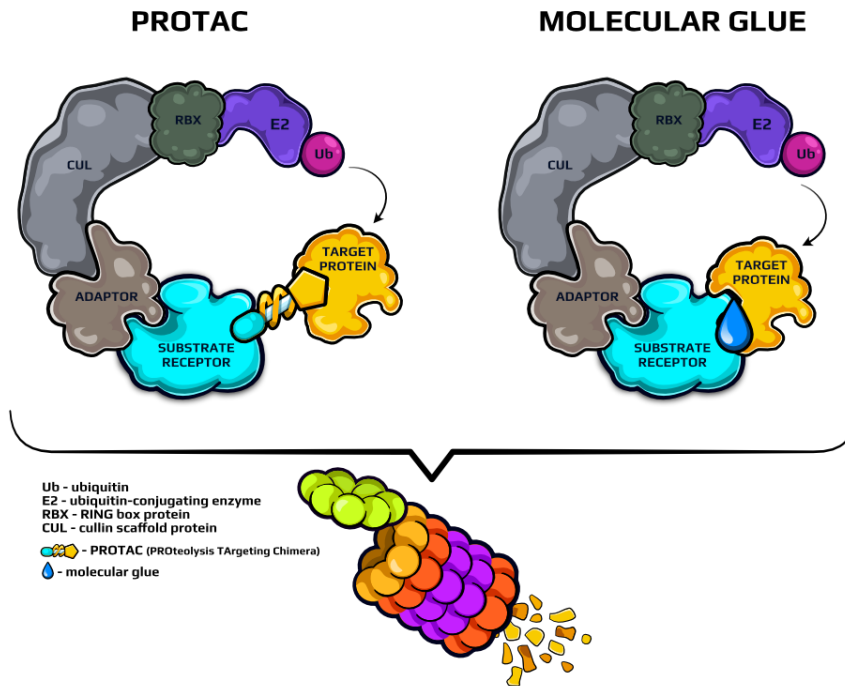 PROTAC
RBX
E2
CUL
Ub
TARGET
PROTEIN
ADAPTOR
SUBSTRATE
RECEPTOR
MOLECULAR GLUE
RBX
E2
CUL
Ub
TARGET
PROTEIN
ADAPTOR
SUBSTRATE
RECEPTOR
Ub - ubiquitin
E2 - ubiquitin-conjugating enzyme
RBX - RING box protein
CUL - cullin scaffold protein
- PROTAC (PROteolysis TArgeting Chimera)
- molecular glue